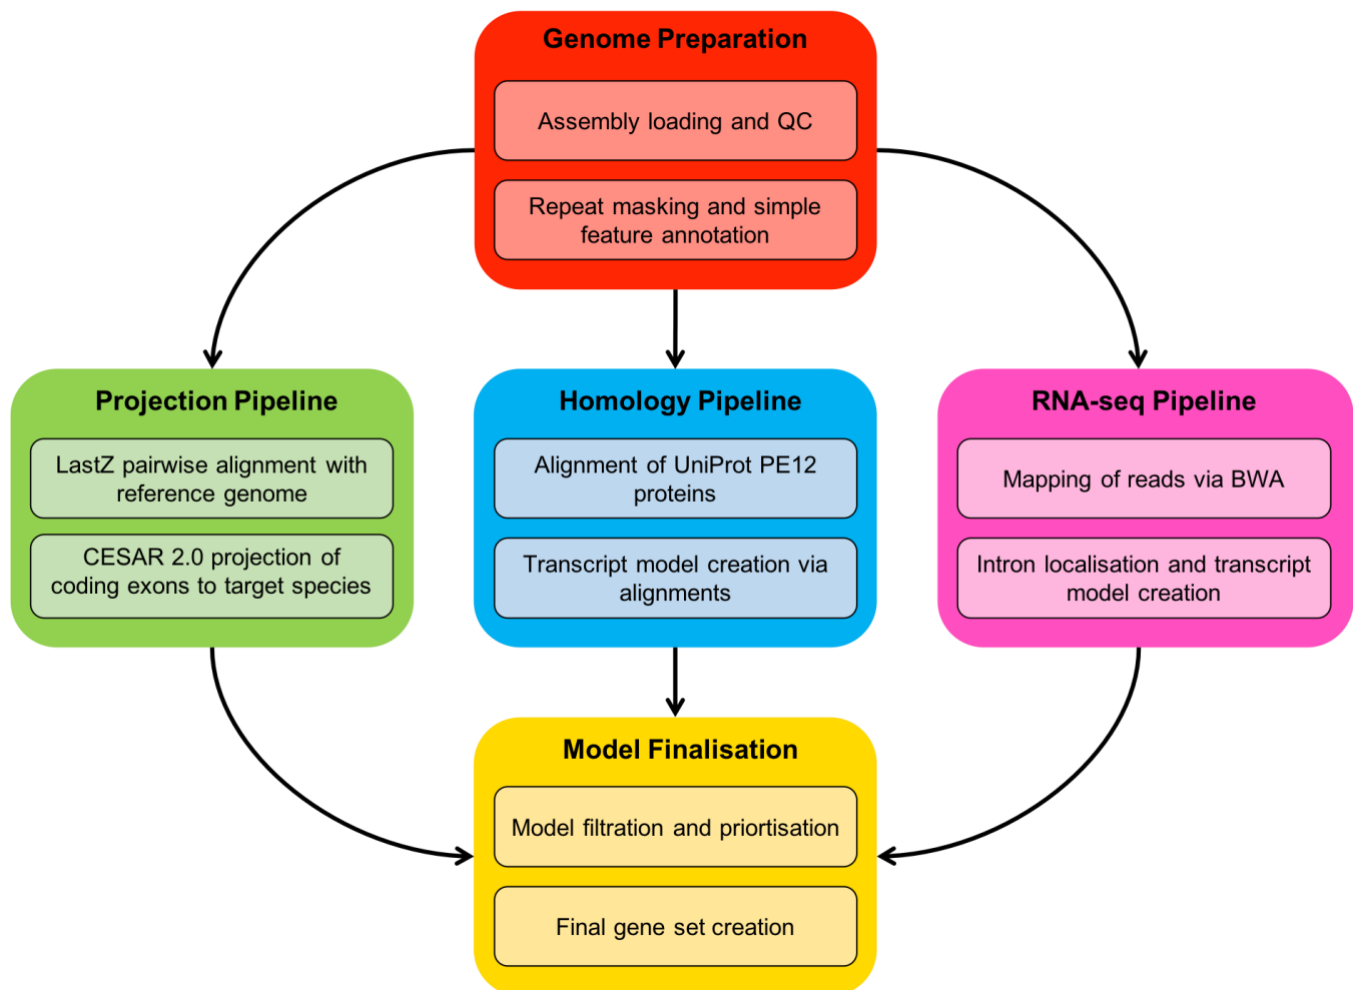 Genome Preparation
Assembly loading and QC
Repeat masking and simple
feature annotation
Projection Pipeline
LastZ pairwise alignment with
reference genome
CESAR 2.0 projection of
coding exons to target species
Homology Pipeline
Alignment of UniProt PE12
proteins
Transcript model creation via
alignments
RNA-seq Pipeline
Mapping of reads via BWA
Intron localisation and transcript
model creation
Model Finalisation
Model filtration and priortisation
Final gene set creation